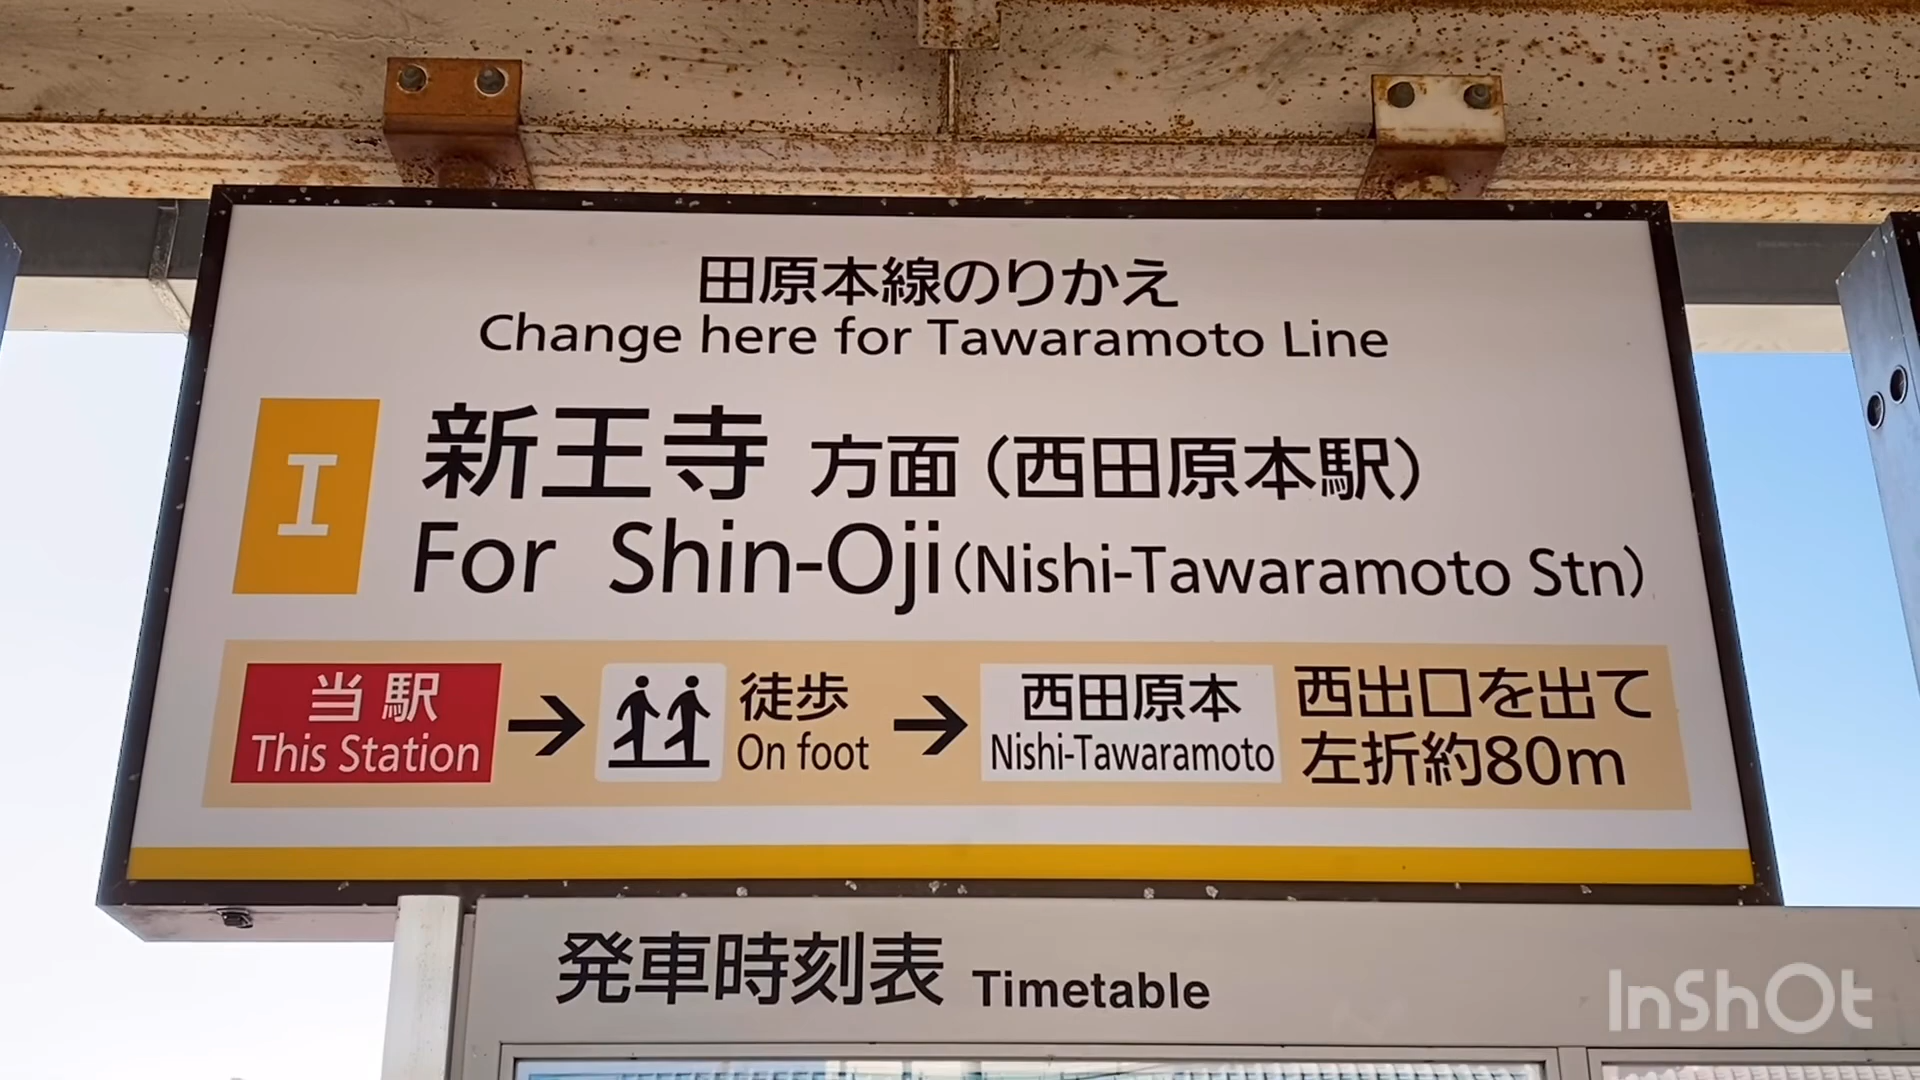 田原本線のりかえ
Change here for Tawaramoto Line
I
新王寺 方面（西田原本駅）
For Shin-Oji (Nishi-Tawaramoto Stn)
当駅
This Station
→
徒歩
On foot
→
西田原本
Nishi-Tawaramoto
西出口を出て
左折約80m
発車時刻表 Timetable
InShOt